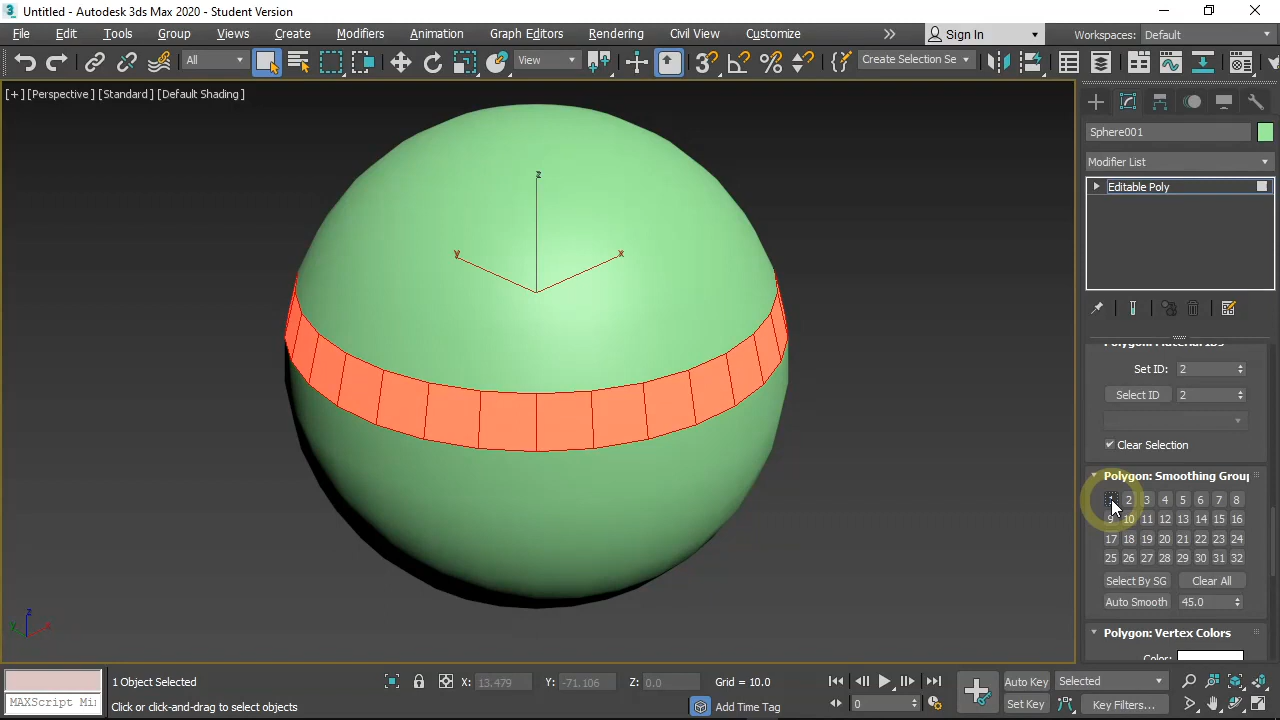 Untitled - Autodesk 3ds Max 2020 - Student Version
File Edit Tools Group Views Create Modifiers Animation Graph Editors Rendering Civil View Customize Sign In Workspaces: Default
All View Create Selection Se
[+] [Perspective] [Standard] [Default Shading]
Sphere001
Modifier List
Editable Poly
z
y x
Set ID: 2
Select ID 2
Clear Selection
Polygon: Smoothing Group
2 3 4 5 6 7 8
9 10 11 12 13 14 15 16
17 18 19 20 21 22 23 24
25 26 27 28 29 30 31 32
Select By SG Clear All
Auto Smooth 45.0
Polygon: Vertex Colors
Color:
z
y x
1 Object Selected X: 13.479 Y: -71.106 Z: 0.0 Grid = 10.0 Auto Key Selected
MAXScript Mi Click or click-and-drag to select objects Add Time Tag 0 Set Key Key Filters...